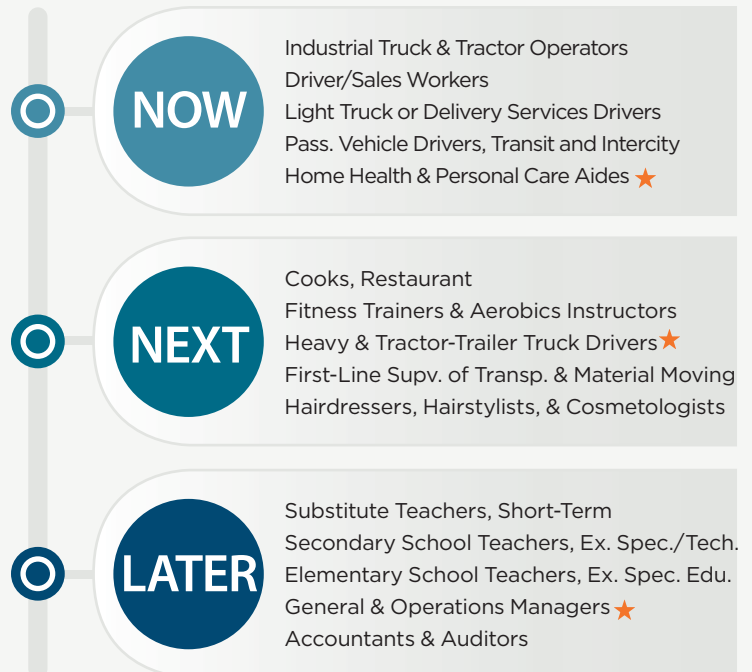 NOW
Industrial Truck & Tractor Operators
Driver/Sales Workers
Light Truck or Delivery Services Drivers
Pass. Vehicle Drivers, Transit and Intercity
Home Health & Personal Care Aides
NEXT
Cooks, Restaurant
Fitness Trainers & Aerobics Instructors
Heavy & Tractor-Trailer Truck Drivers
First-Line Supv. of Transp. & Material Moving
Hairdressers, Hairstylists, & Cosmetologists
LATER
Substitute Teachers, Short-Term
Secondary School Teachers, Ex. Spec./Tech.
Elementary School Teachers, Ex. Spec. Edu.
General & Operations Managers
Accountants & Auditors